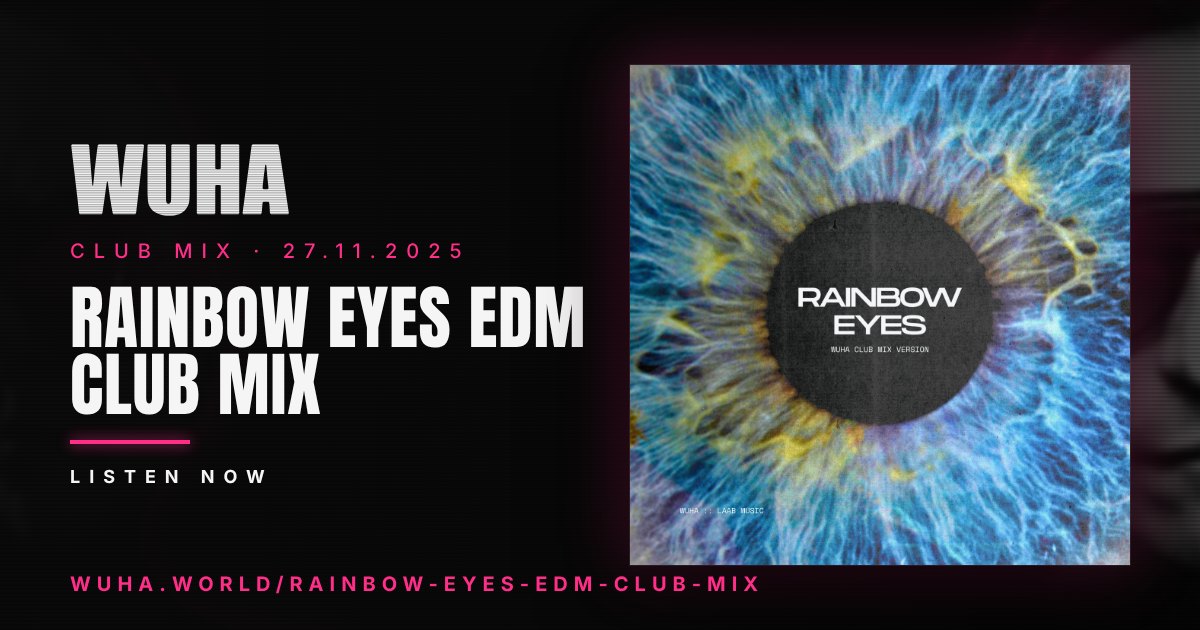 WUHA
CLUB MIX · 27.11.2025
RAINBOW EYES EDM
CLUB MIX
LISTEN NOW
WUHA.WORLD/RAINBOW-EYES-EDM-CLUB-MIX
RAINBOW
EYES
WUHA CLUB MIX VERSION
WUHA :: LAAB MUSIC